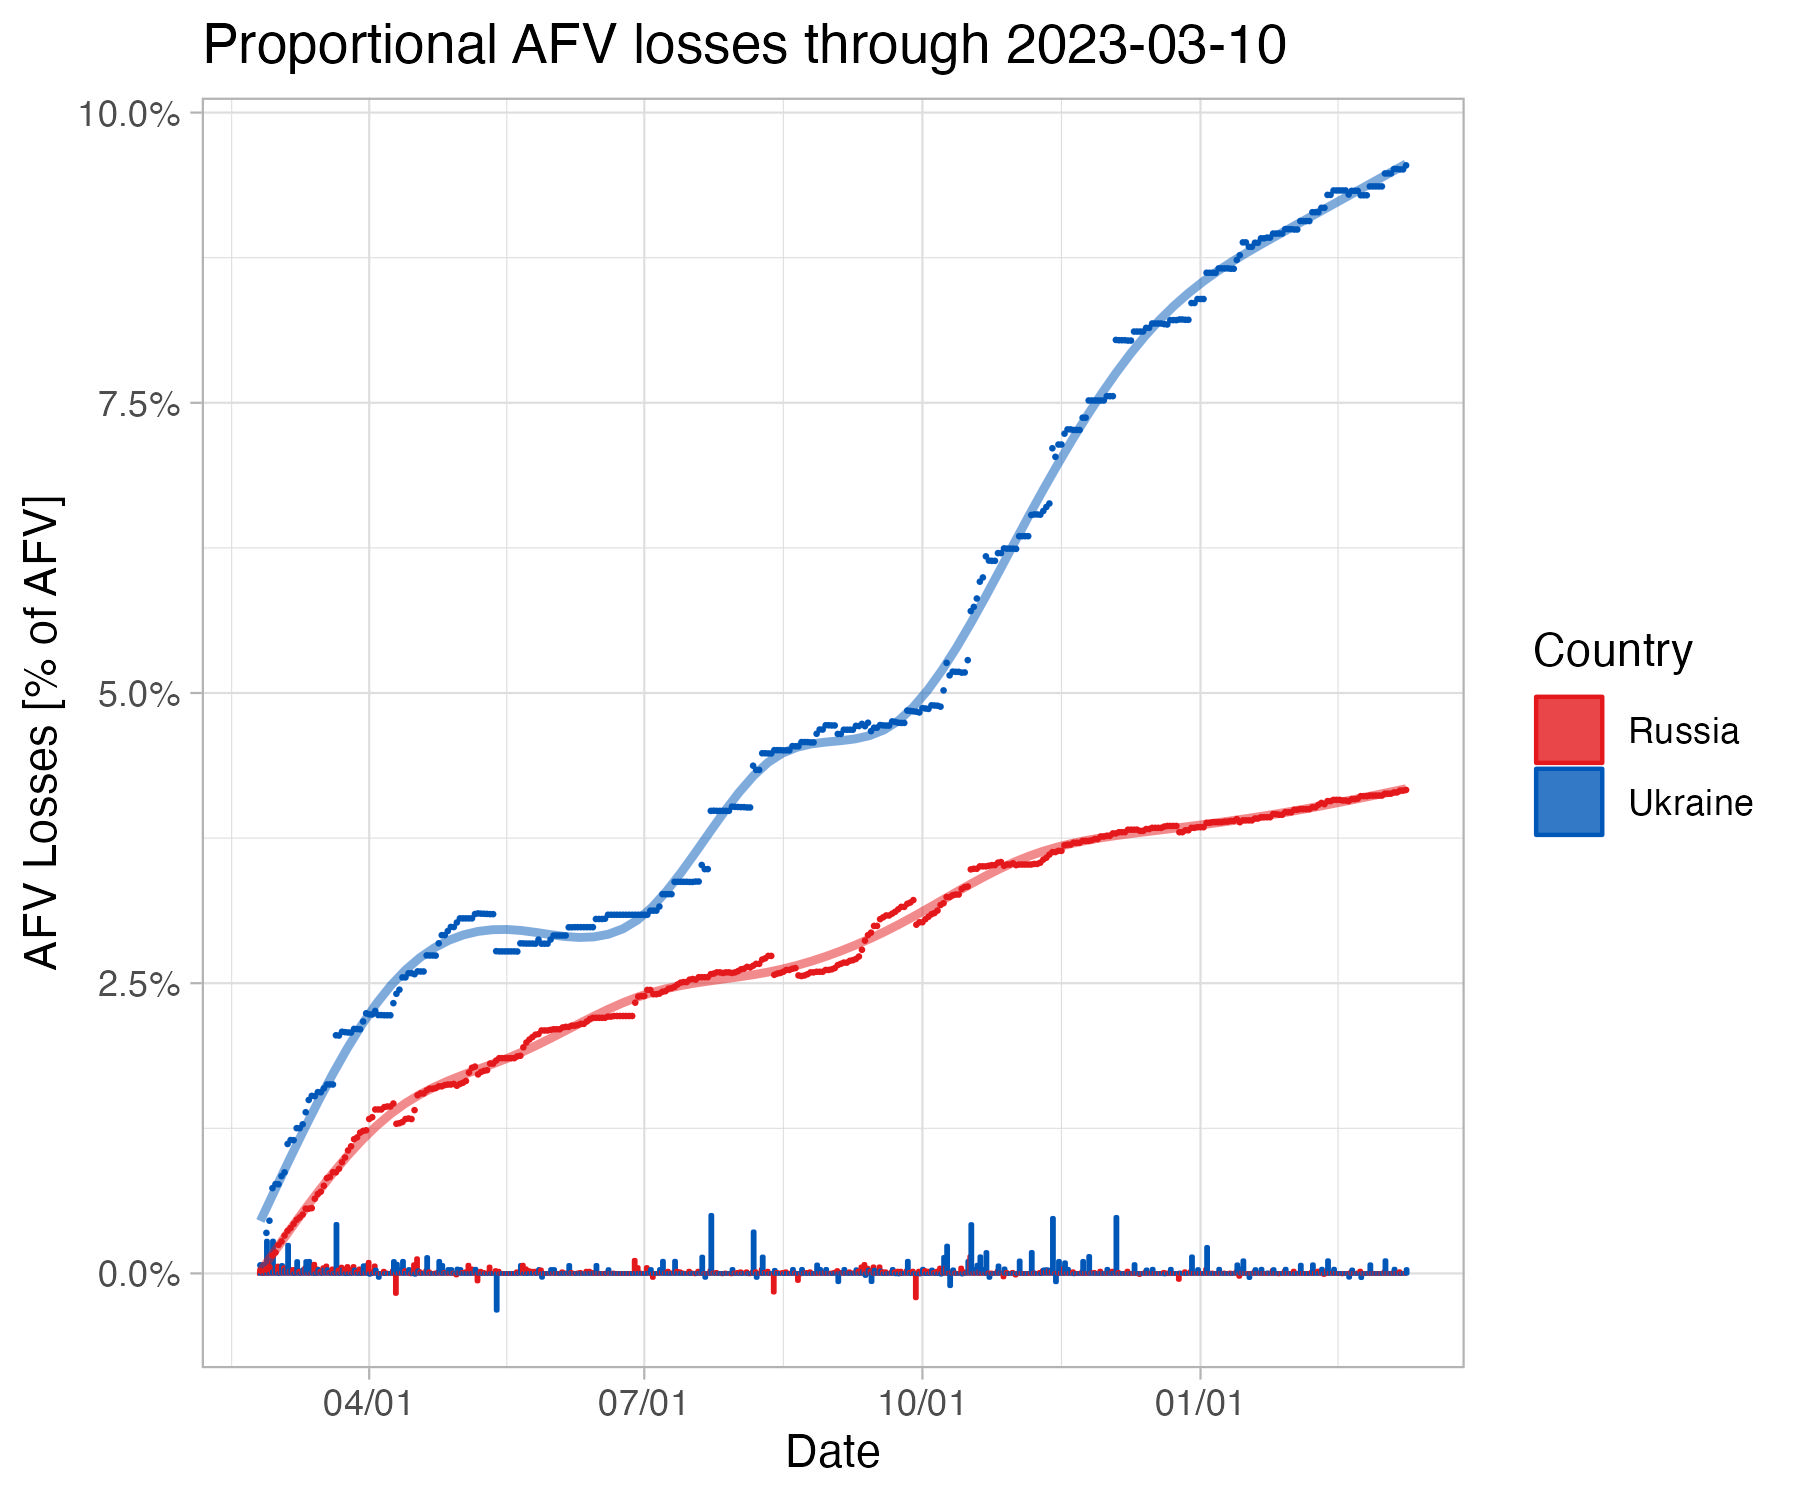 Proportional AFV losses through 2023-03-10
10.0%
7.5%
5.0%
2.5%
0.0%
AFV Losses [% of AFV]
04/01
07/01
10/01
01/01
Date
Country
Russia
Ukraine